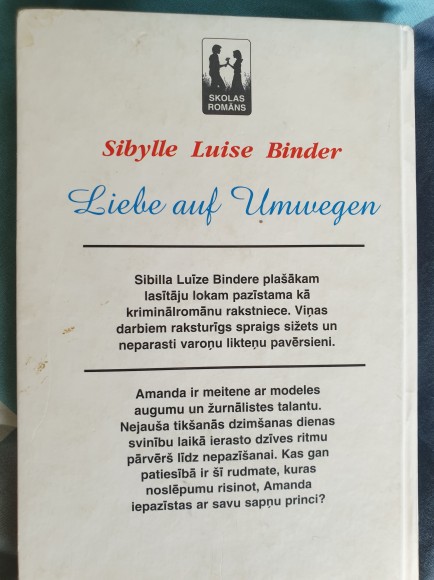 SKOLAS
ROMĀNS
Sibylle Luise Binder
Liebe auf Umwegen
Sibilla Luīze Bindere plašākam
lasītāju lokam pazīstama kā
kriminālromānu rakstniece. Viņas
darbiem raksturīgs spraigs sižets un
neparasti varoņu likteņu pavērsieni.
Amanda ir meitene ar modeles
augumu un žurnālistes talantu.
Nejauša tikšanās dzimšanas dienas
svinību laikā ierasto dzīves ritmu
pārvērš līdz nepazīšanai. Kas gan
patiesībā ir šī rudmate, kuras
noslēpumu risinot, Amanda
iepazīstas ar savu sapņu princi?